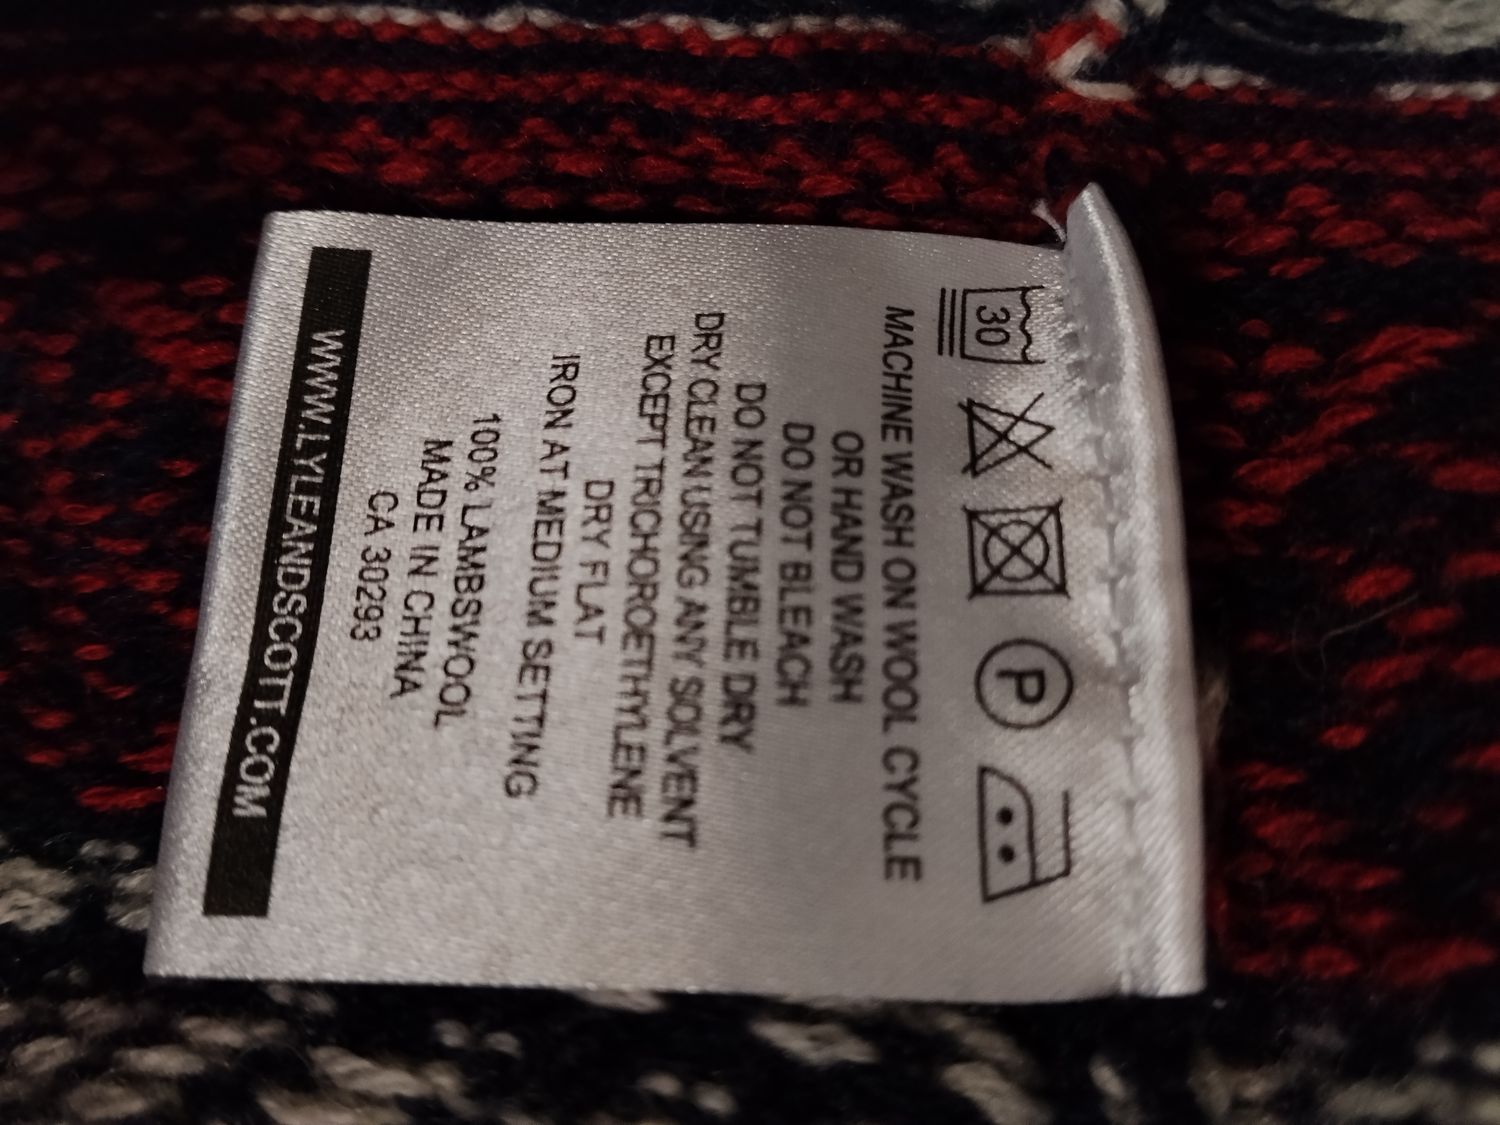 30
P
MACHINE WASH ON WOOL CYCLE
OR HAND WASH
DO NOT BLEACH
DO NOT TUMBLE DRY
DRY CLEAN USING ANY SOLVENT
EXCEPT TRICHOROETHYLENE
DRY FLAT
IRON AT MEDIUM SETTING
100% LAMBSWOOL
MADE IN CHINA
CA 30293
WWW.LYLEANDSCOTT.COM